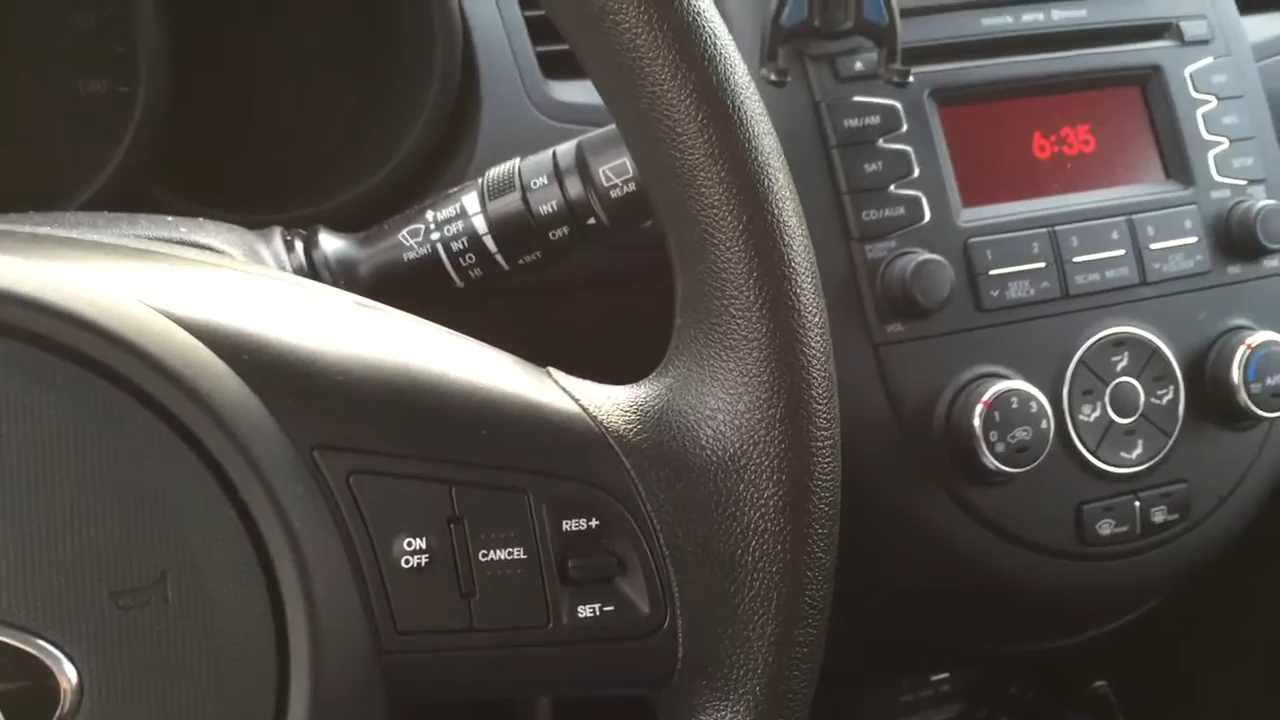 FM/AM
SAT
CD/AUX
6:35
MIST
OFF
INT
LO
HI
FRONT
ON
INT
OFF
REAR
1 2
SEEK
TRACK
3 4
SCAN MUTE
5 6
VOL
0 1 2 3 4
ON
OFF
CANCEL
RES+
SET−